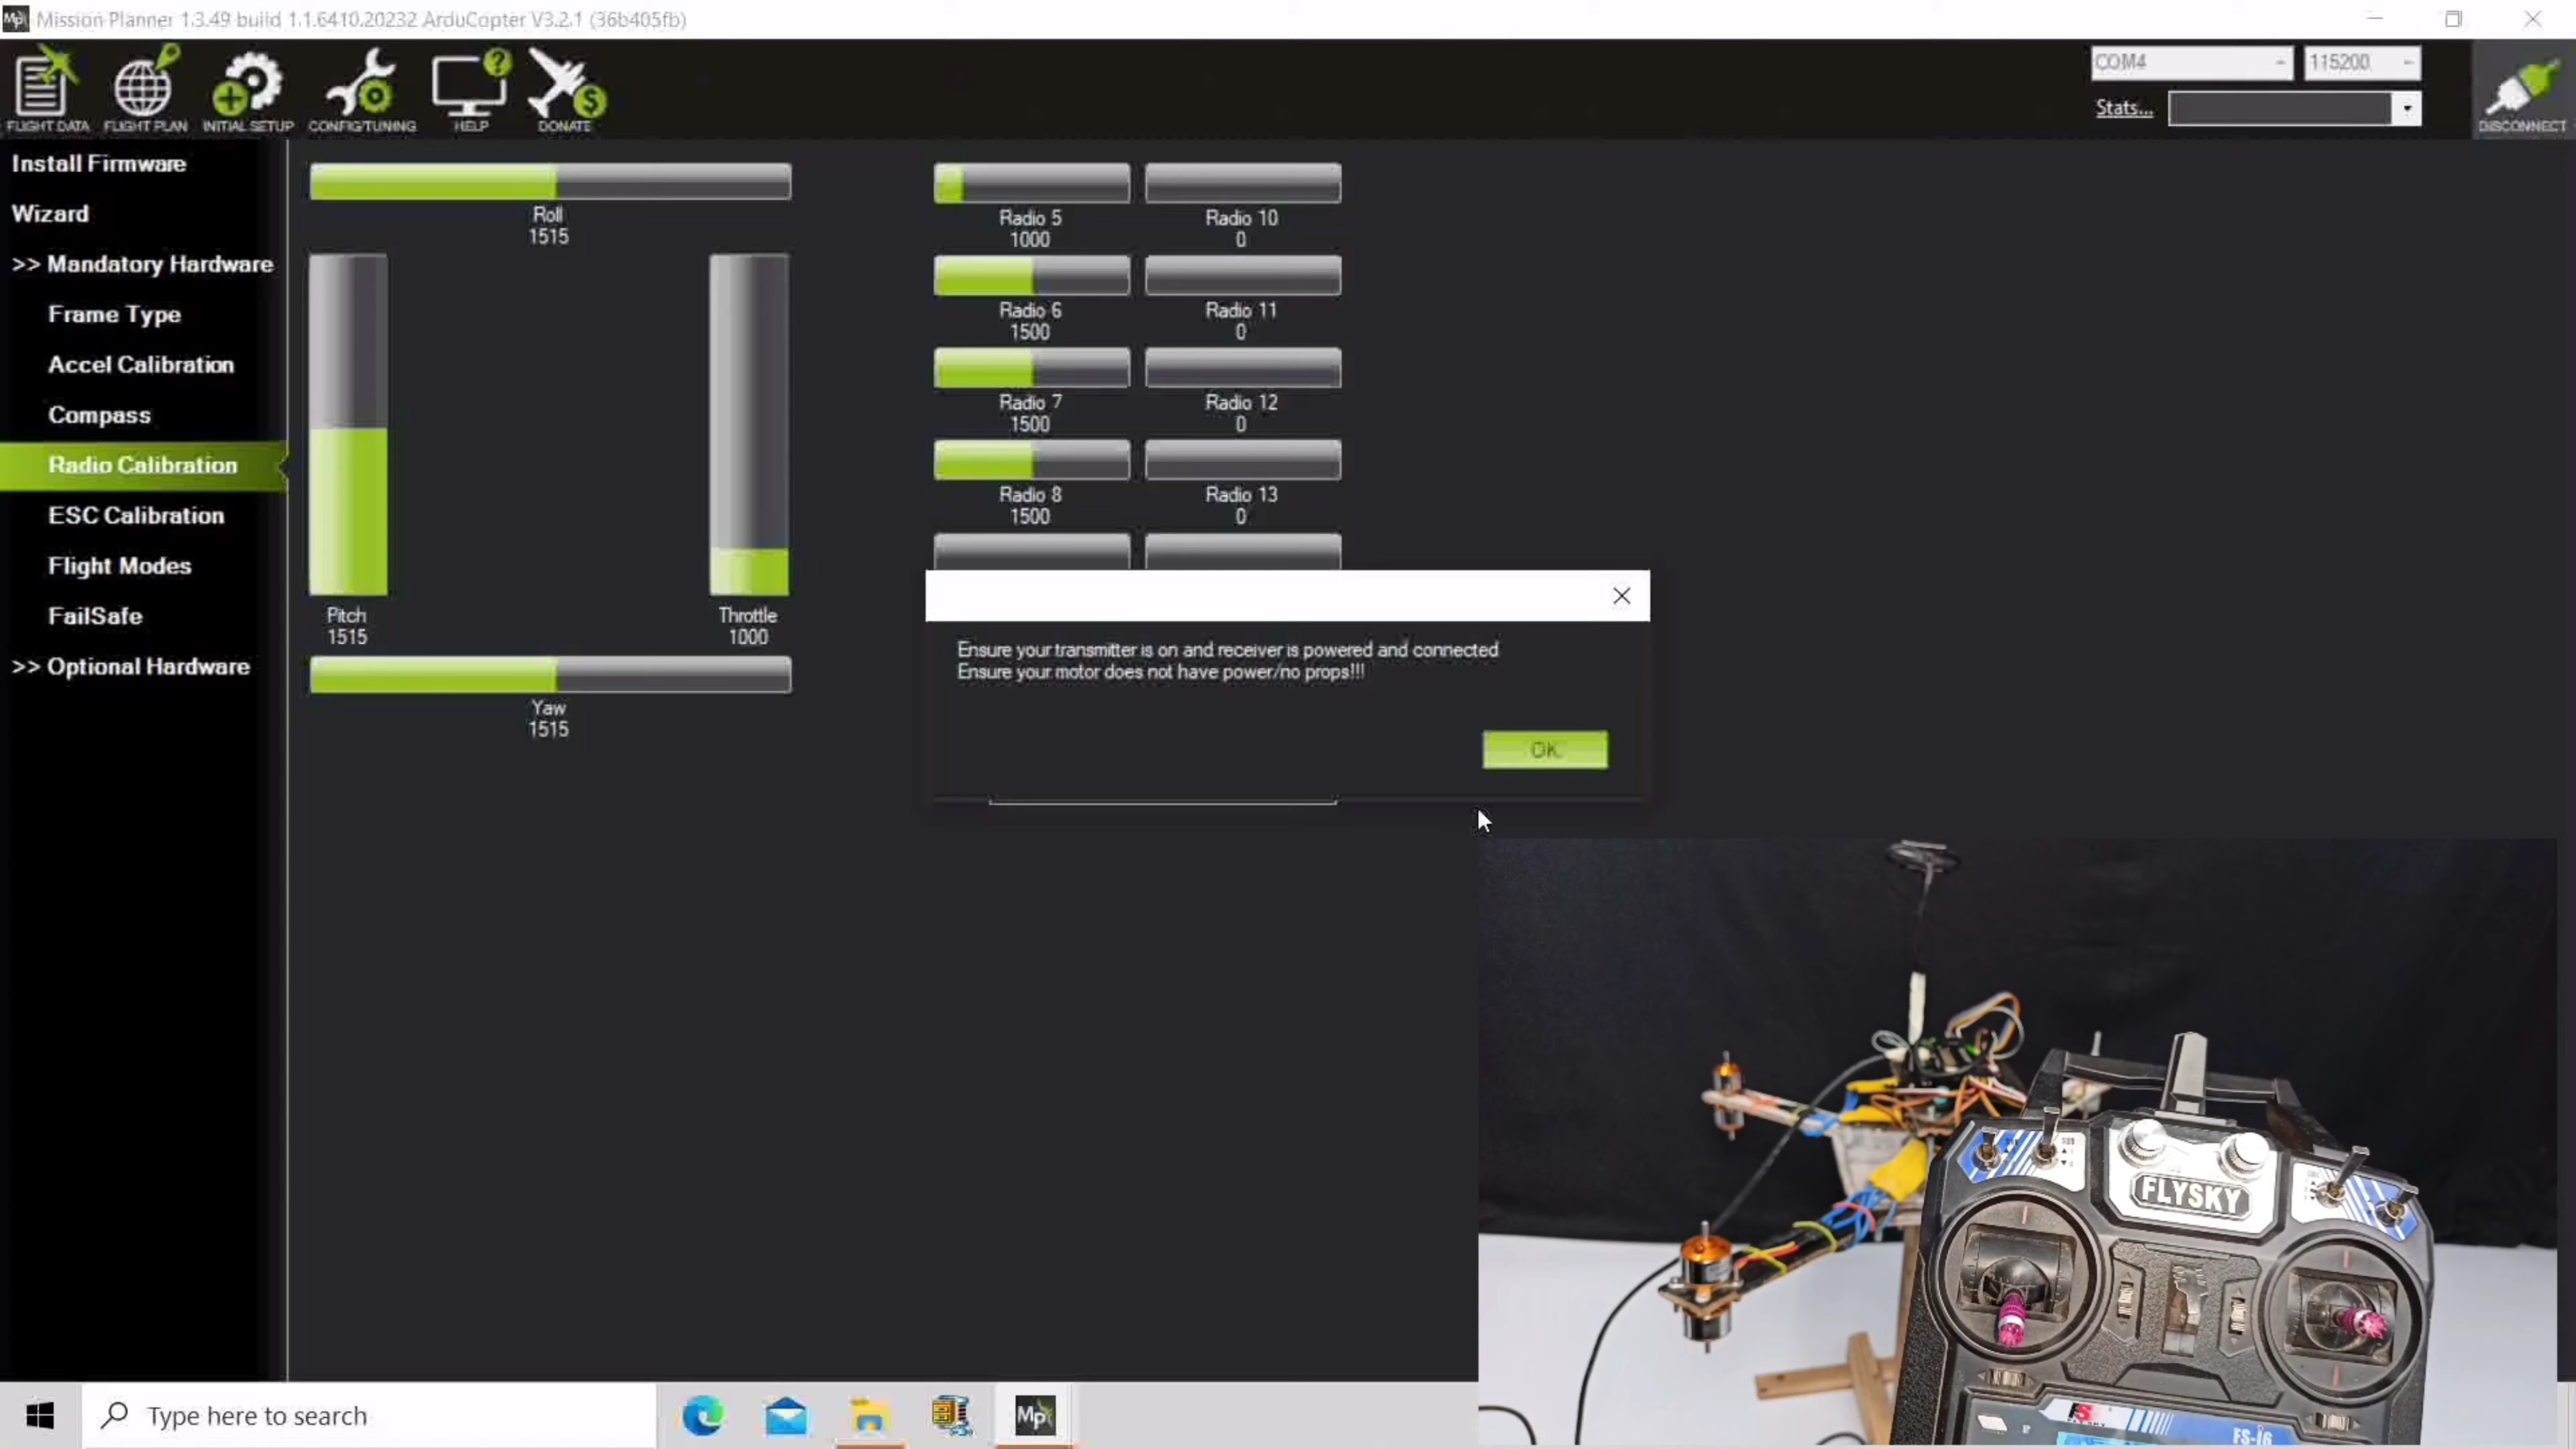 Mission Planner 1.3.49 build 1.1.6410.20232 ArduCopter V3.2.1 (36b405fb)
FLIGHT DATA
FLIGHT PLAN
INITIAL SETUP
CONFIG/TUNING
HELP
DONATE
COM4
115200
Stats...
DISCONNECT
Install Firmware
Wizard
>> Mandatory Hardware
Frame Type
Accel Calibration
Compass
Radio Calibration
ESC Calibration
Flight Modes
FailSafe
>> Optional Hardware
Roll
1515
Pitch
1515
Throttle
1000
Yaw
1515
Radio 5
1000
Radio 10
0
Radio 6
1500
Radio 11
0
Radio 7
1500
Radio 12
0
Radio 8
1500
Radio 13
0
Ensure your transmitter is on and receiver is powered and connected
Ensure your motor does not have power/no props!!!
OK
FLYSKY
FS-i6
Type here to search